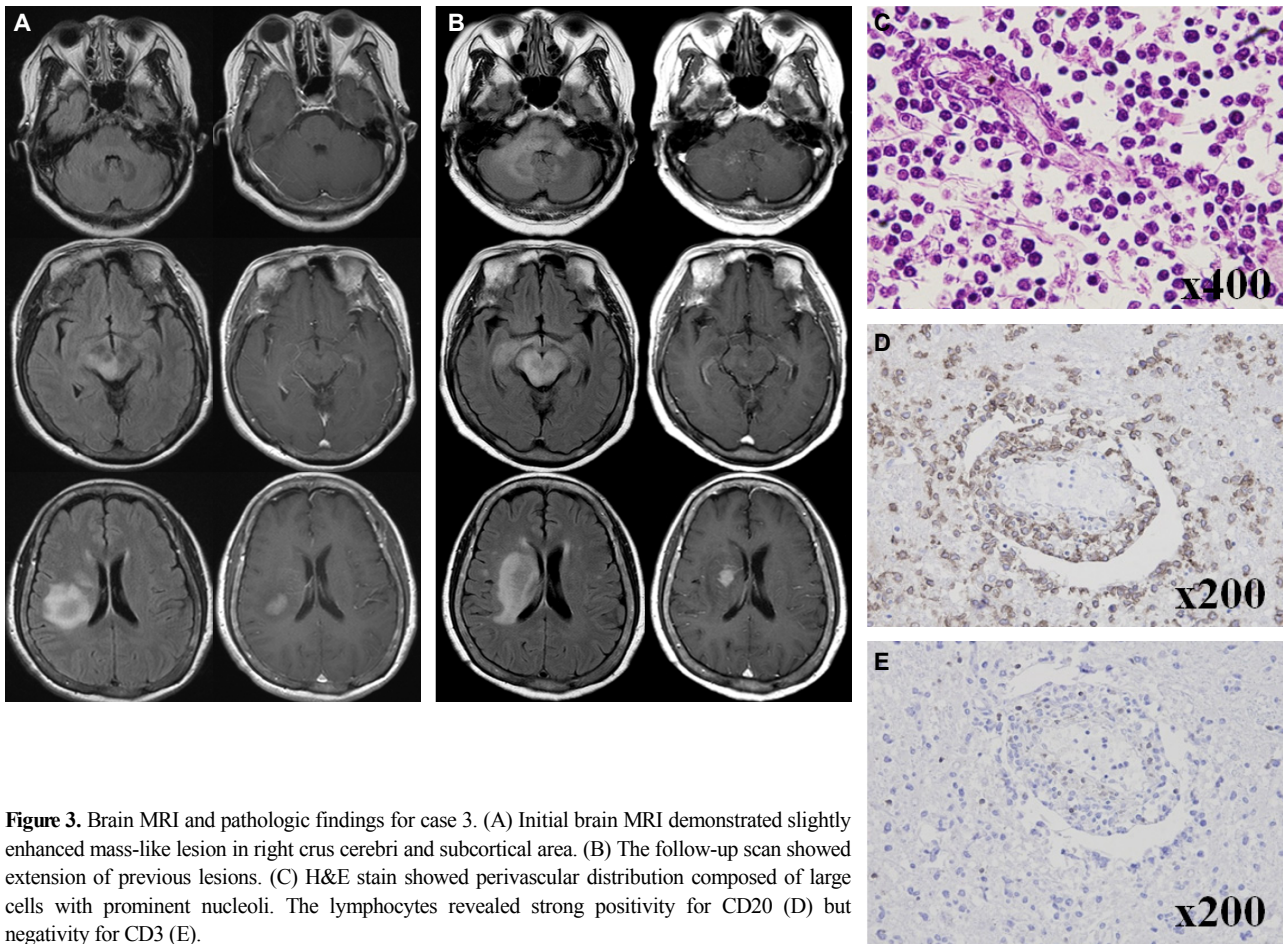 A
B
C
x400
D
x200
E
x200
Figure 3. Brain MRI and pathologic findings for case 3. (A) Initial brain MRI demonstrated slightly
enhanced mass-like lesion in right crus cerebri and subcortical area. (B) The follow-up scan showed
extension of previous lesions. (C) H&E stain showed perivascular distribution composed of large
cells with prominent nucleoli. The lymphocytes revealed strong positivity for CD20 (D) but
negativity for CD3 (E).